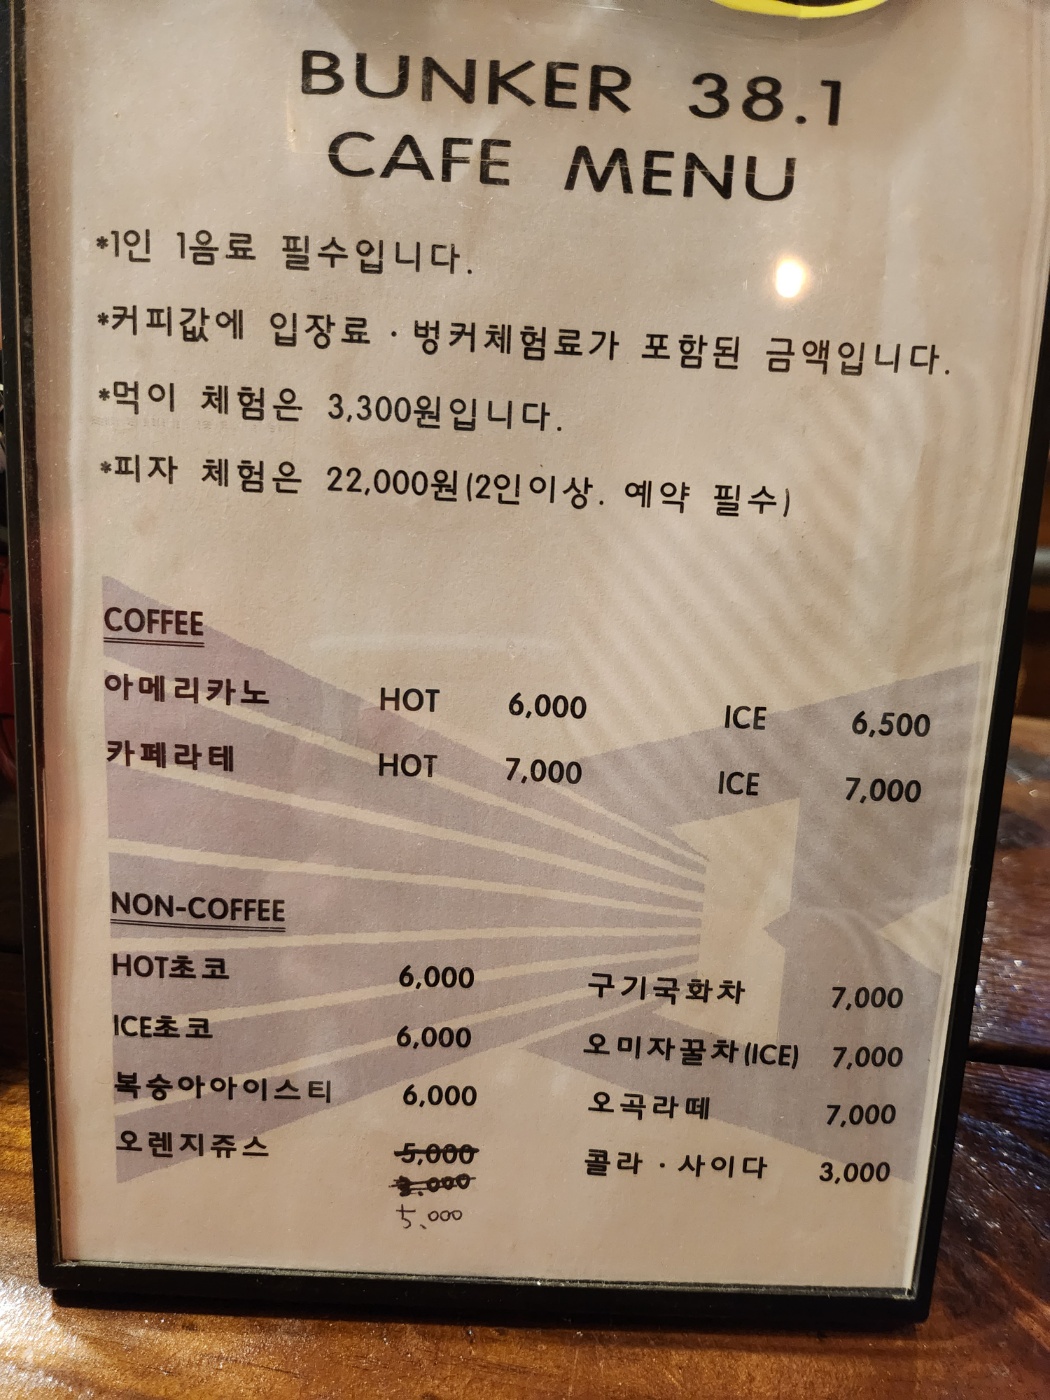 BUNKER 38.1
CAFE MENU
*1인 1음료 필수입니다.
*커피값에 입장료 · 벙커체험료가 포함된 금액입니다.
*먹이 체험은 3,300원입니다.
*피자 체험은 22,000원(2인이상. 예약 필수)
COFFEE
아메리카노 HOT 6,000 ICE 6,500
카페라테 HOT 7,000 ICE 7,000
NON-COFFEE
HOT초코 6,000 구기국화차 7,000
ICE초코 6,000 오미자꿀차(ICE) 7,000
복숭아아이스티 6,000 오곡라떼 7,000
오렌지쥬스 5,000 콜라 · 사이다 3,000
5,000